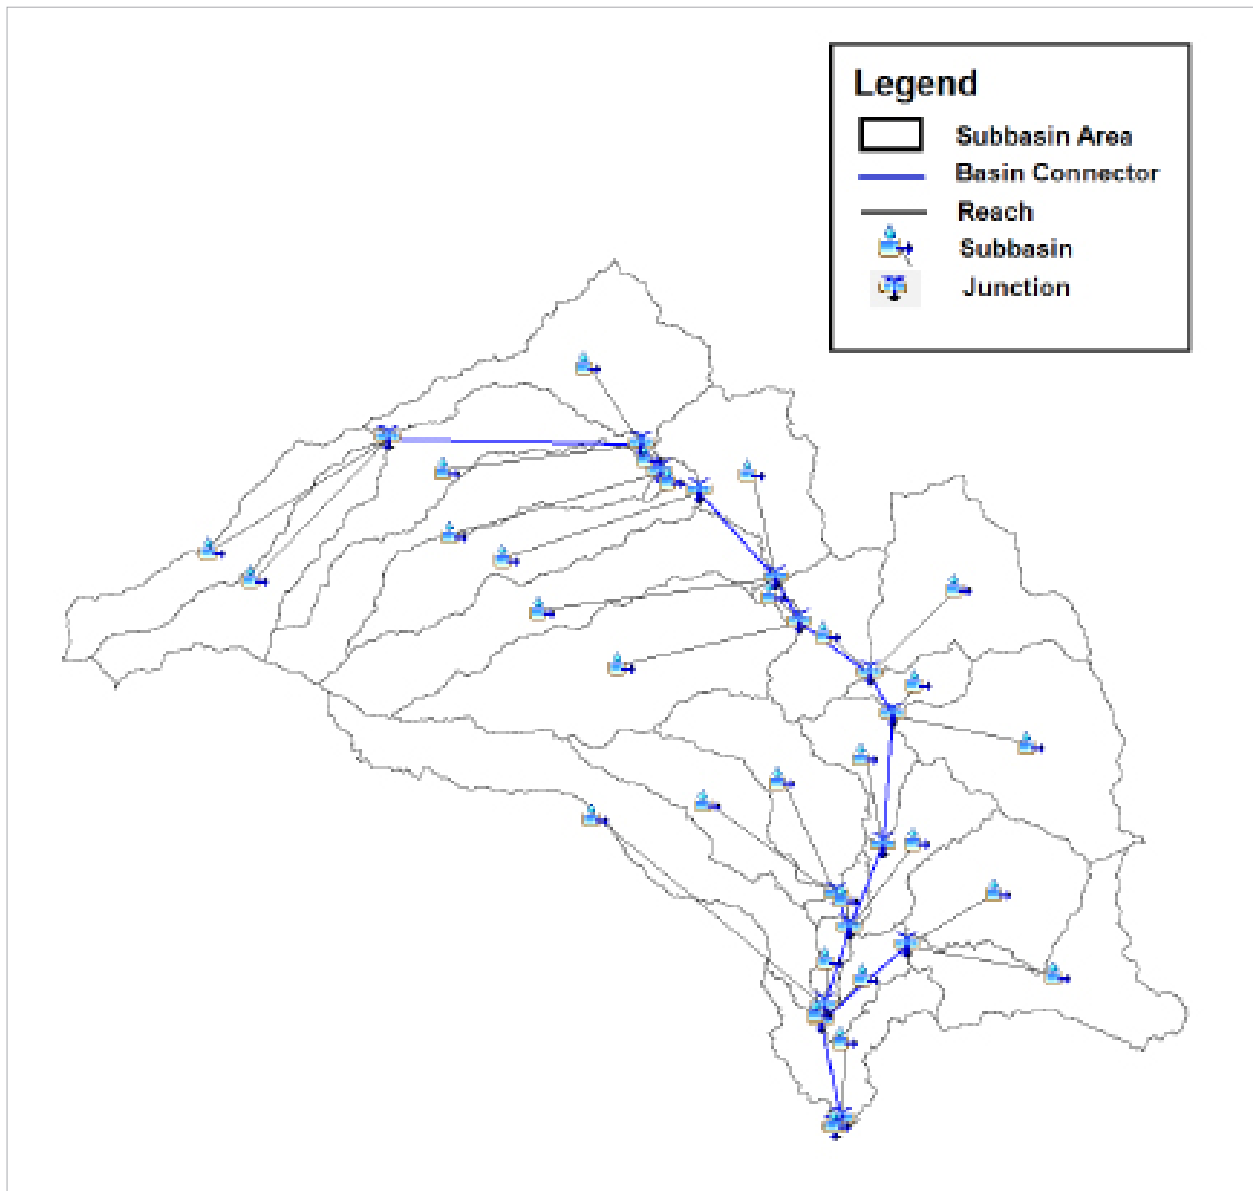 Legend
Subbasin Area
Basin Connector
Reach
Subbasin
Junction